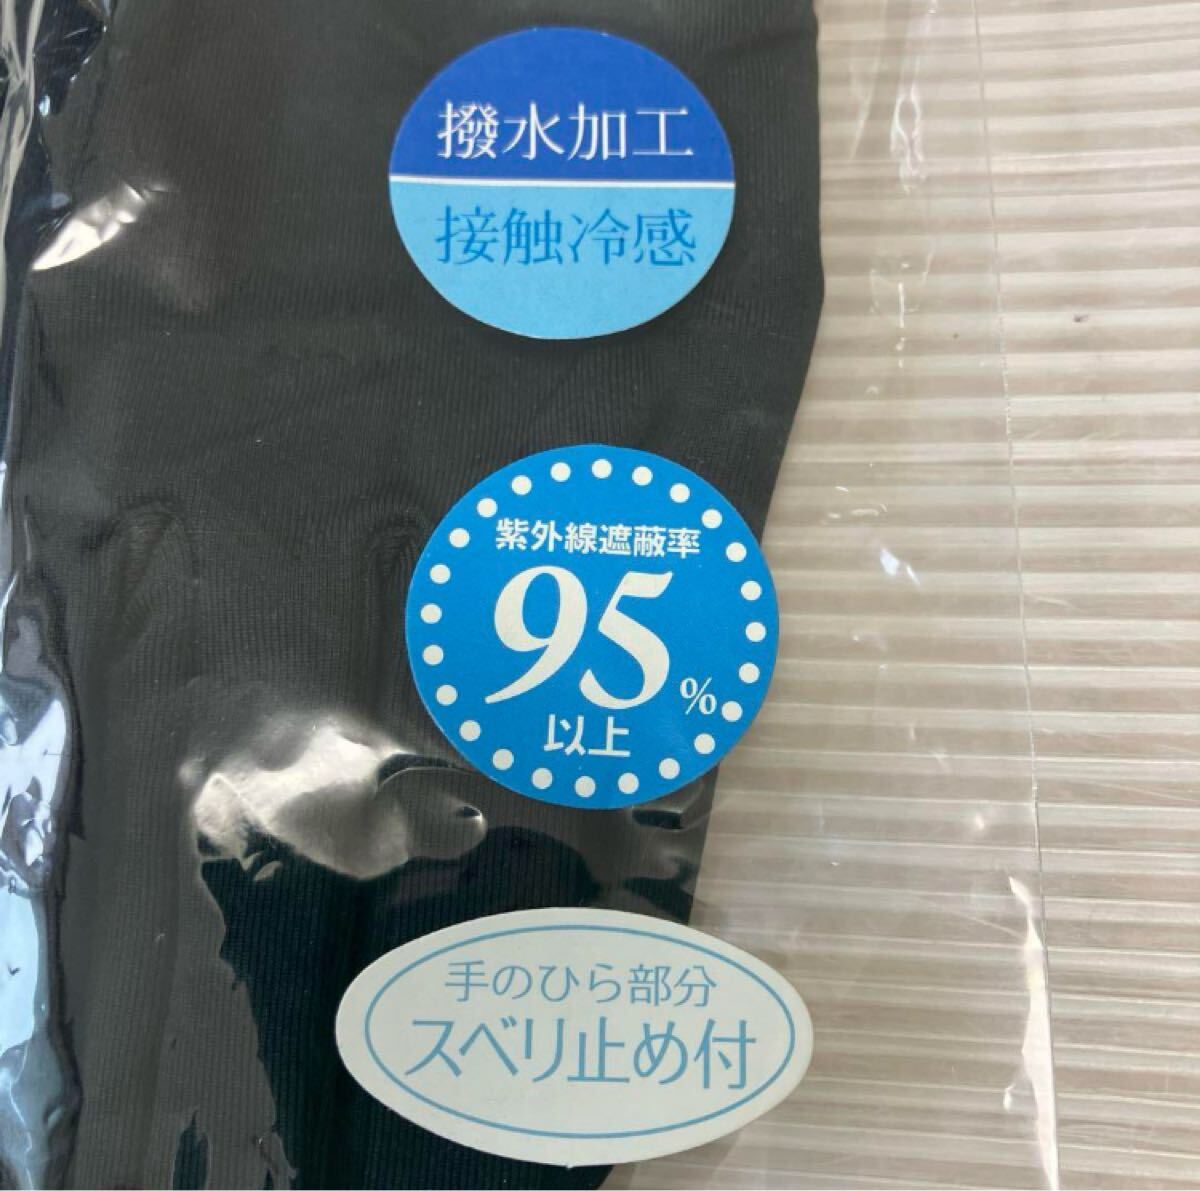 撥水加工
接触冷感
紫外線遮蔽率
95%
以上
手のひら部分
スベリ止め付